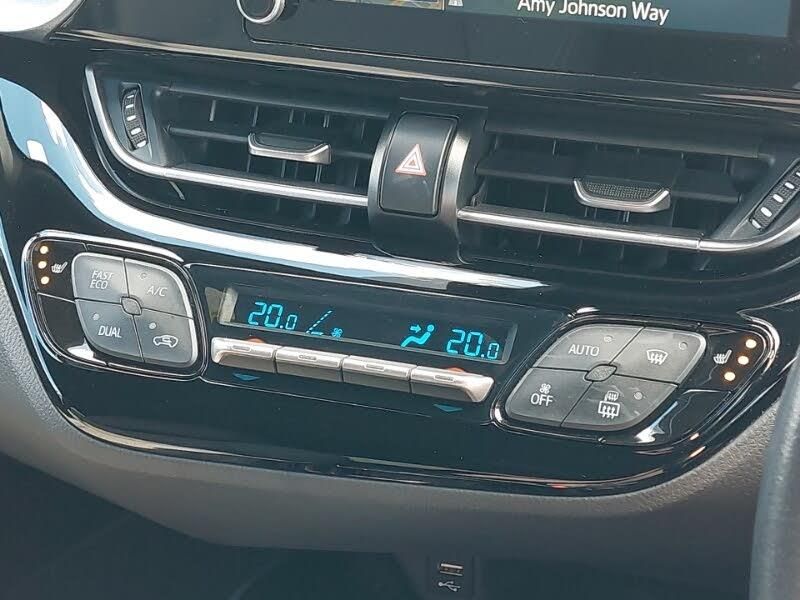 Amy Johnson Way
FAST
ECO
A/C
DUAL
20.0
20.0
AUTO
OFF